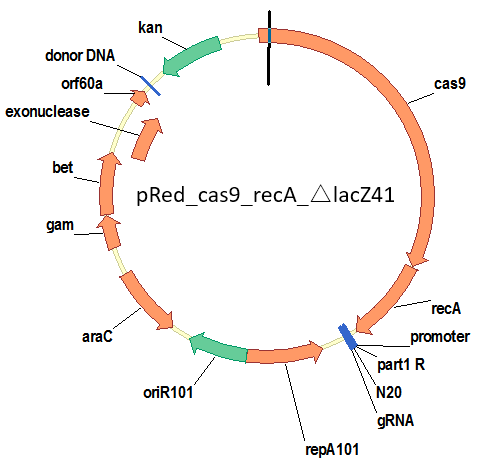 kan
donor DNA
orf60a
exonuclease
cas9
bet
pRed_cas9_recA_△lacZ41
gam
recA
araC
promoter
part1 R
N20
oriR101
gRNA
repA101